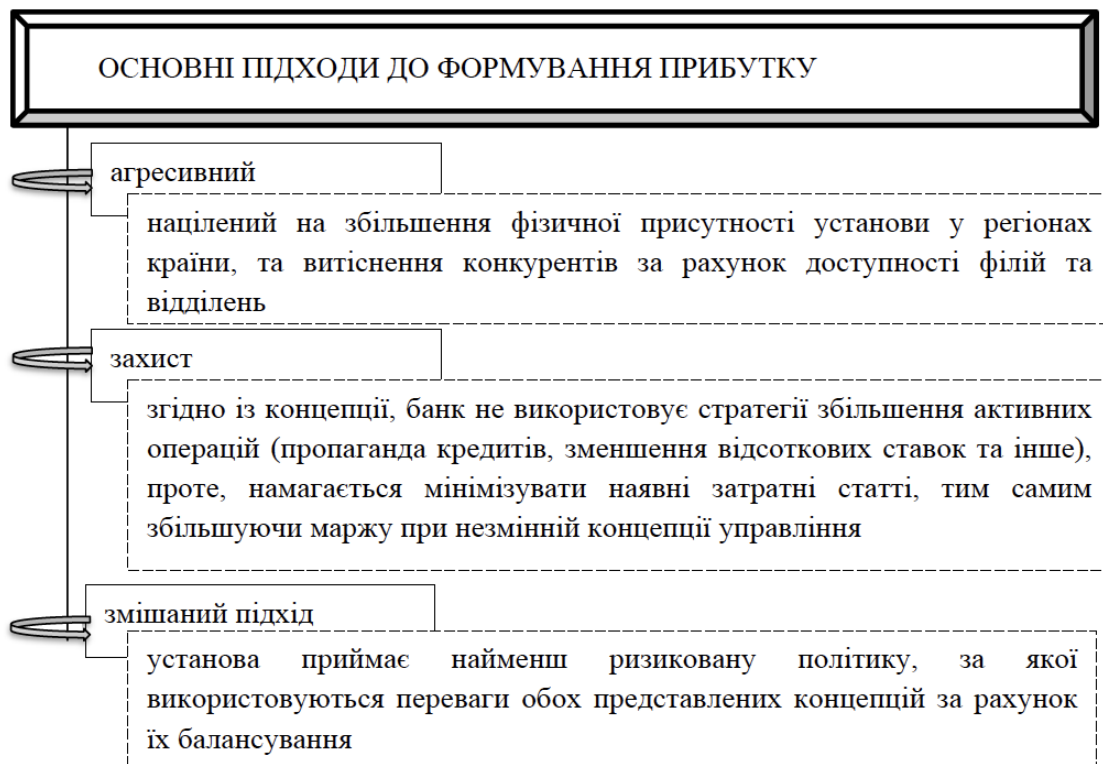 ОСНОВНІ ПІДХОДИ ДО ФОРМУВАННЯ ПРИБУТКУ
агресивний
націлений на збільшення фізичної присутності установи у регіонах
країни, та витіснення конкурентів за рахунок доступності філій та
відділень
захист
згідно із концепції, банк не використовує стратегії збільшення активних
операцій (пропаганда кредитів, зменшення відсоткових ставок та інше),
проте, намагається мінімізувати наявні затратні статті, тим самим
збільшуючи маржу при незмінній концепції управління
змішаний підхід
установа приймає найменш ризиковану політику, за якої
використовуються переваги обох представлених концепцій за рахунок
їх балансування